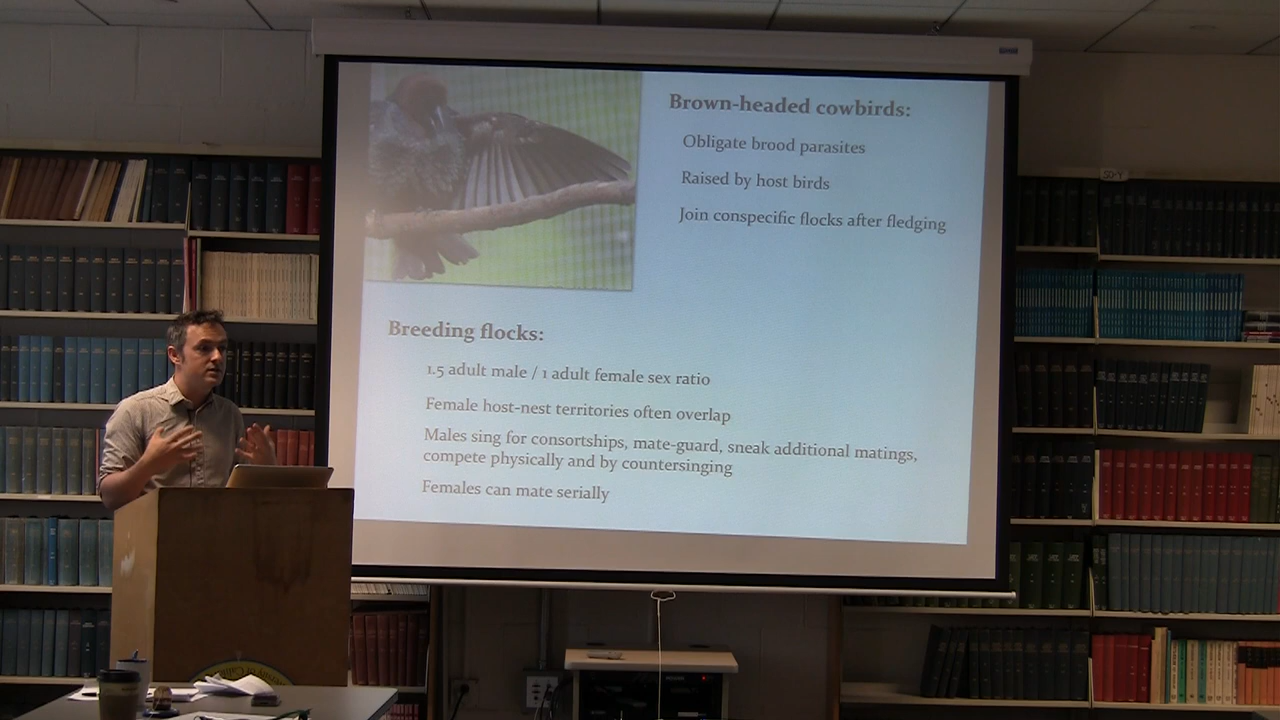 Brown-headed cowbirds:
Obligate brood parasites
Raised by host birds
Join conspecific flocks after fledging
Breeding flocks:
1.5 adult male / 1 adult female sex ratio
Female host-nest territories often overlap
Males sing for consortships, mate-guard, sneak additional matings,
compete physically and by countersinging
Females can mate serially